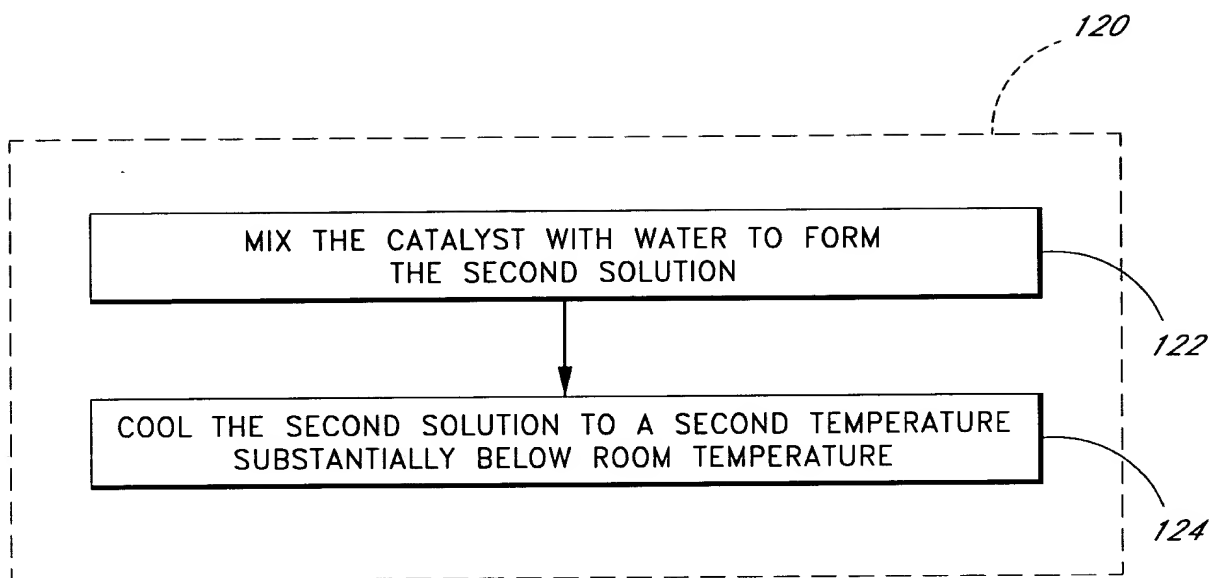 120
MIX THE CATALYST WITH WATER TO FORM
THE SECOND SOLUTION
122
COOL THE SECOND SOLUTION TO A SECOND TEMPERATURE
SUBSTANTIALLY BELOW ROOM TEMPERATURE
124